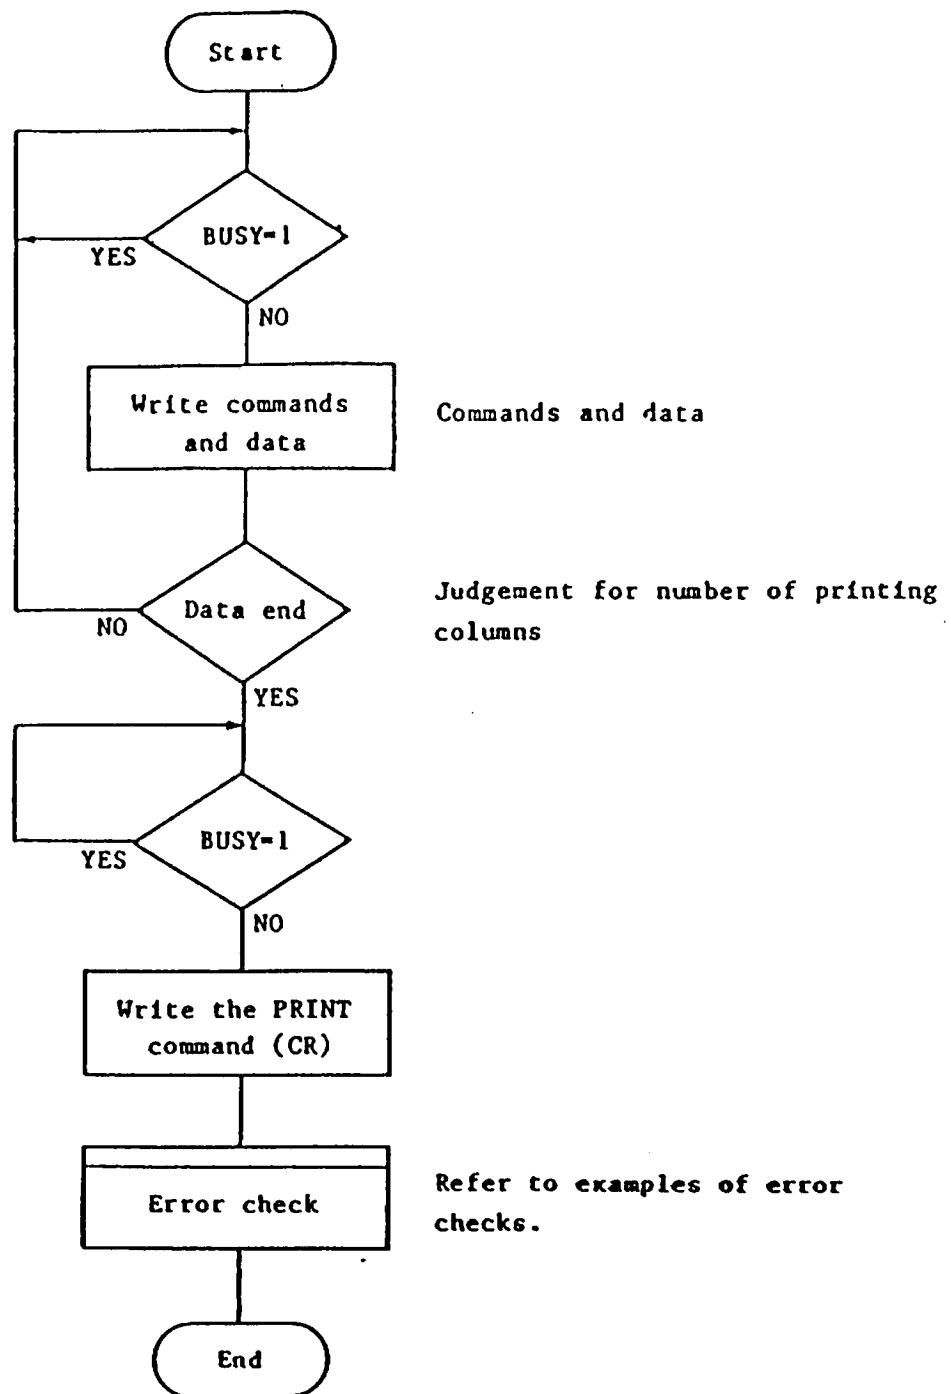 Start
BUSY=1
YES
NO
Write commands
and data
Commands and data
Data end
NO
YES
Judgement for number of printing
columns
BUSY=1
YES
NO
Write the PRINT
command (CR)
Error check
Refer to examples of error
checks.
End